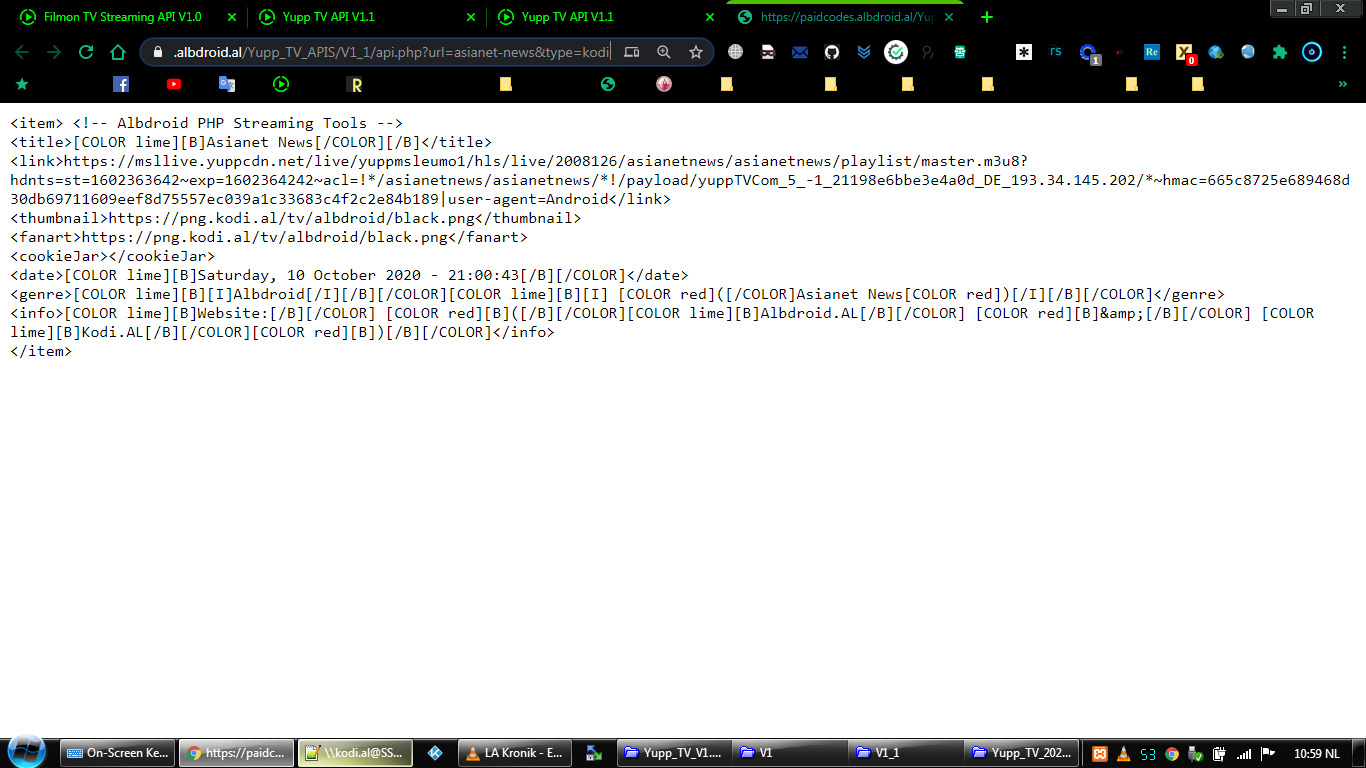 Filmon TV Streaming API V1.0
Yupp TV API V1.1
Yupp TV API V1.1
https://paidcodes.albdroid.al/Yu
.albdroid.al/Yupp_TV_APIS/V1_1/api.php?url=asianet-news&type=kodi
rs
1
Re
X
0
R
<item> <!-- Albdroid PHP Streaming Tools -->
<title>[COLOR lime][B]Asianet News[/COLOR][/B]</title>
<link>https://msllive.yuppcdn.net/live/yuppmsleumo1/hls/live/2008126/asianetnews/asianetnews/playlist/master.m3u8?
hdnts=st=1602363642~exp=1602364242~acl=!*/asianetnews/asianetnews/*!/payload/yuppTVCom_5_-1_21198e6bbe3e4a0d_DE_193.34.145.202/*~hmac=665c8725e689468d
30db69711609eef8d75557ec039a1c33683c4f2c2e84b189|user-agent=Android</link>
<thumbnail>https://png.kodi.al/tv/albdroid/black.png</thumbnail>
<fanart>https://png.kodi.al/tv/albdroid/black.png</fanart>
<cookieJar></cookieJar>
<date>[COLOR lime][B]Saturday, 10 October 2020 - 21:00:43[/B][/COLOR]</date>
<genre>[COLOR lime][B][I]Albdroid[/I][/B][/COLOR][COLOR lime][B][I] [COLOR red]([/COLOR]Asianet News[COLOR red])[/I][/B][/COLOR]</genre>
<info>[COLOR lime][B]Website:[/B][/COLOR] [COLOR red][B]([/B][/COLOR][COLOR lime][B]Albdroid.AL[/B][/COLOR] [COLOR red][B]&amp;[/B][/COLOR] [COLOR
lime][B]Kodi.AL[/B][/COLOR][COLOR red][B])[/B][/COLOR]</info>
</item>
On-Screen Ke...
https://paidc...
\\kodi.al@SS...
LA Kronik - E...
Yupp_TV_V1....
V1
V1_1
Yupp_TV_202...
53
10:59 NL